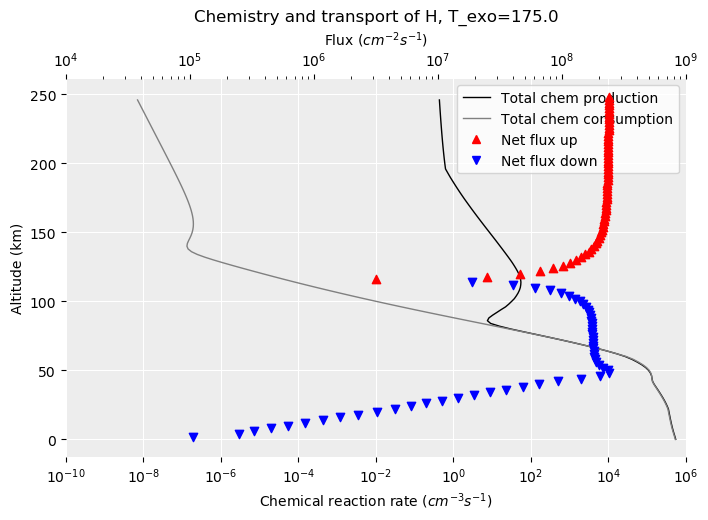 Chemistry and transport of H, T_exo=175.0
Flux (cm⁻²s⁻¹)
10⁴ 10⁵ 10⁶ 10⁷ 10⁸ 10⁹
Total chem production
Total chem consumption
Net flux up
Net flux down
250
200
150
100
50
0
Altitude (km)
10⁻¹⁰ 10⁻⁸ 10⁻⁶ 10⁻⁴ 10⁻² 10⁰ 10² 10⁴ 10⁶
Chemical reaction rate (cm⁻³s⁻¹)